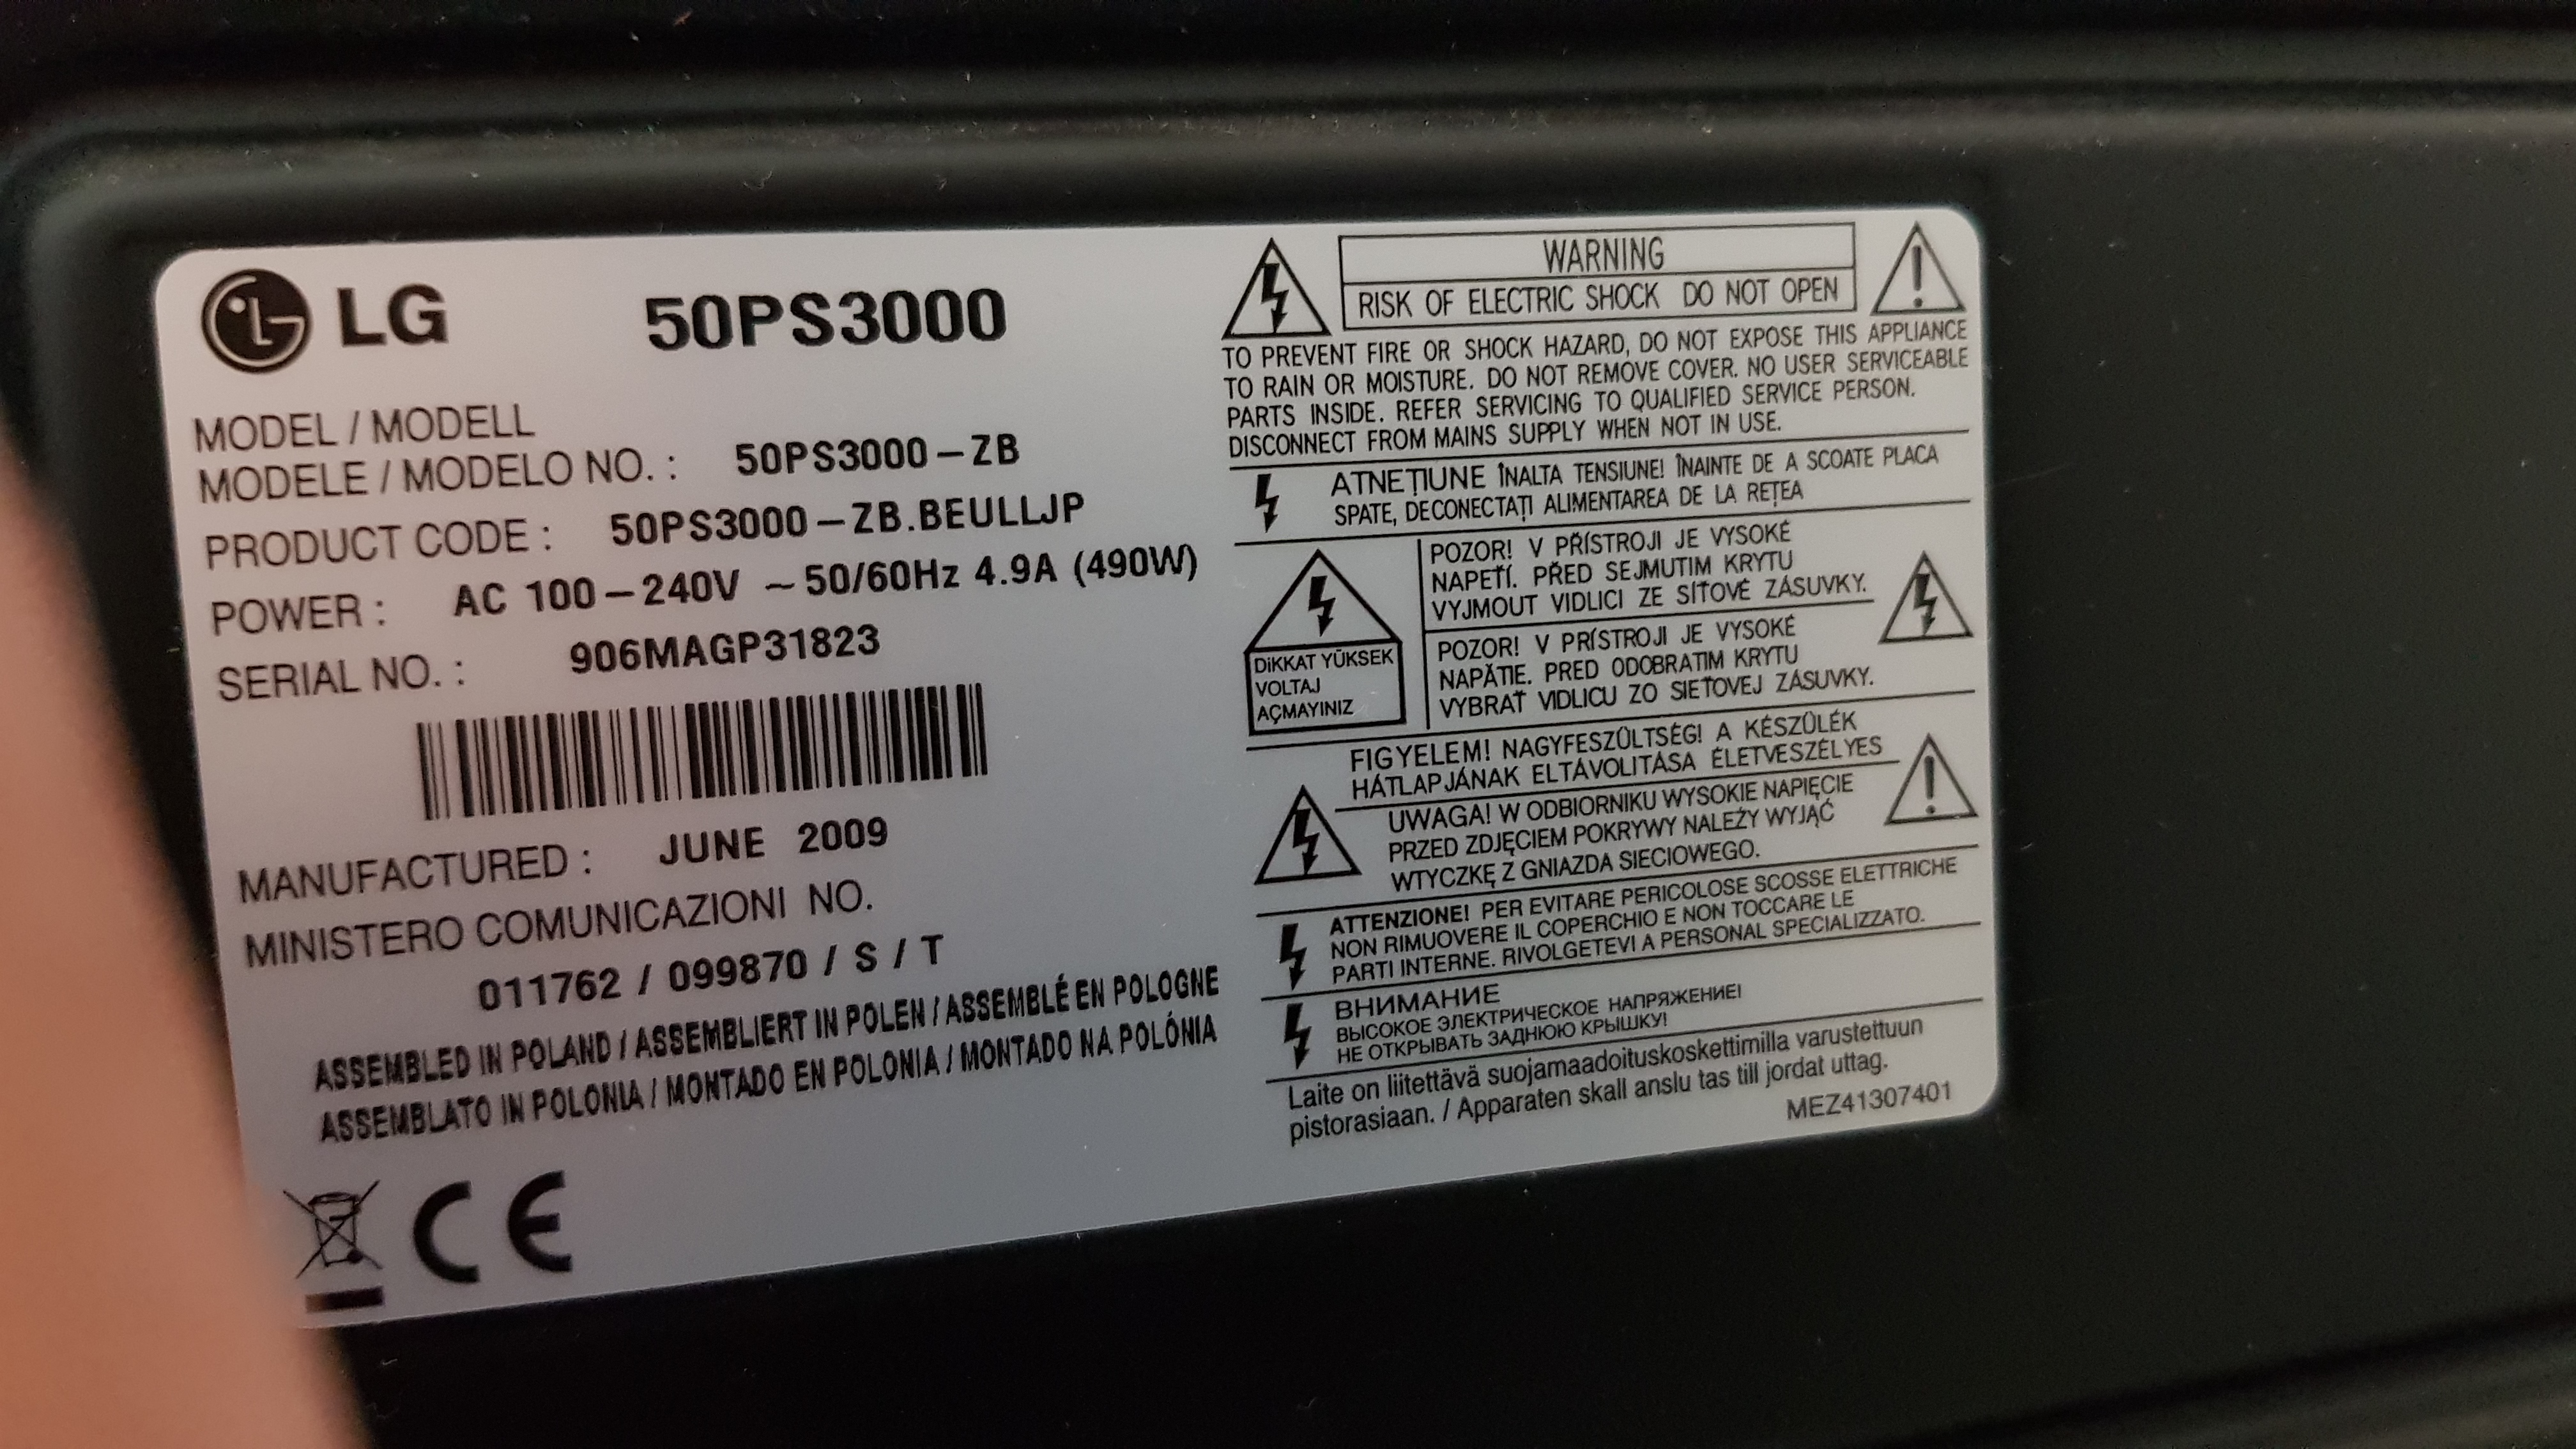 LG 50PS3000
MODEL / MODELL
MODELE / MODELO NO. : 50PS3000-ZB
PRODUCT CODE : 50PS3000-ZB.BEULLJP
POWER : AC 100-240V ~50/60Hz 4.9A (490W)
SERIAL NO. : 906MAGP31823
MANUFACTURED : JUNE 2009
MINISTERO COMUNICAZIONI NO.
011762 / 099870 / S / T
ASSEMBLED IN POLAND / ASSEMBLIERT IN POLEN / ASSEMBLÉ EN POLOGNE
ASSEMBLATO IN POLONIA / MONTADO EN POLONIA / MONTADO NA POLÓNIA
CE
WARNING
RISK OF ELECTRIC SHOCK DO NOT OPEN
TO PREVENT FIRE OR SHOCK HAZARD, DO NOT EXPOSE THIS APPLIANCE
TO RAIN OR MOISTURE. DO NOT REMOVE COVER. NO USER SERVICEABLE
PARTS INSIDE. REFER SERVICING TO QUALIFIED SERVICE PERSON.
DISCONNECT FROM MAINS SUPPLY WHEN NOT IN USE.
ATNEŢIUNE ÎNALTA TENSIUNE! ÎNAINTE DE A SCOATE PLACA
SPATE, DECONECTAŢI ALIMENTAREA DE LA REŢEA
DiKKAT YÜKSEK
VOLTAJ
AÇMAYINIZ
POZOR! V PŘÍSTROJI JE VYSOKÉ
NAPEŤÍ. PŘED SEJMUTIM KRYTU
VYJMOUT VIDLICI ZE SÍŤOVÉ ZÁSUVKY.
POZOR! V PRÍSTROJI JE VYSOKÉ
NAPÄTIE. PRED ODOBRATIM KRYTU
VYBRAŤ VIDLICU ZO SIEŤOVEJ ZÁSUVKY.
FIGYELEM! NAGYFESZÜLTSÉG! A KÉSZÜLÉK
HÁTLAPJÁNAK ELTÁVOLITÁSA ÉLETVESZÉLYES
UWAGA! W ODBIORNIKU WYSOKIE NAPIĘCIE
PRZED ZDJĘCIEM POKRYWY NALEŻY WYJĄĆ
WTYCZKĘ Z GNIAZDA SIECIOWEGO.
ATTENZIONE! PER EVITARE PERICOLOSE SCOSSE ELETTRICHE
NON RIMUOVERE IL COPERCHIO E NON TOCCARE LE
PARTI INTERNE. RIVOLGETEVI A PERSONAL SPECIALIZZATO.
ВНИМАНИЕ
ВЫСОКОЕ ЭЛЕКТРИЧЕСКОЕ НАПРЯЖЕНИЕ!
НЕ ОТКРЫВАТЬ ЗАДНЮЮ КРЫШКУ!
Laite on liitettävä suojamaadoituskoskettimilla varustettuun
pistorasiaan. / Apparaten skall anslu tas till jordat uttag.
MEZ41307401